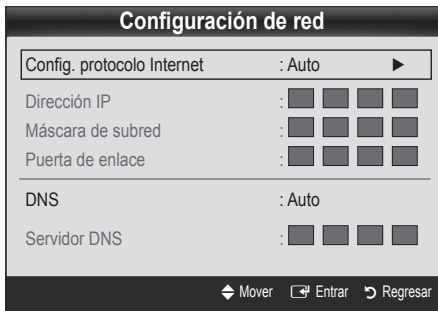 Configuración de red
Config. protocolo Internet : Auto ►
Dirección IP :
Máscara de subred :
Puerta de enlace :
DNS : Auto
Servidor DNS :
Mover Entrar Regresar